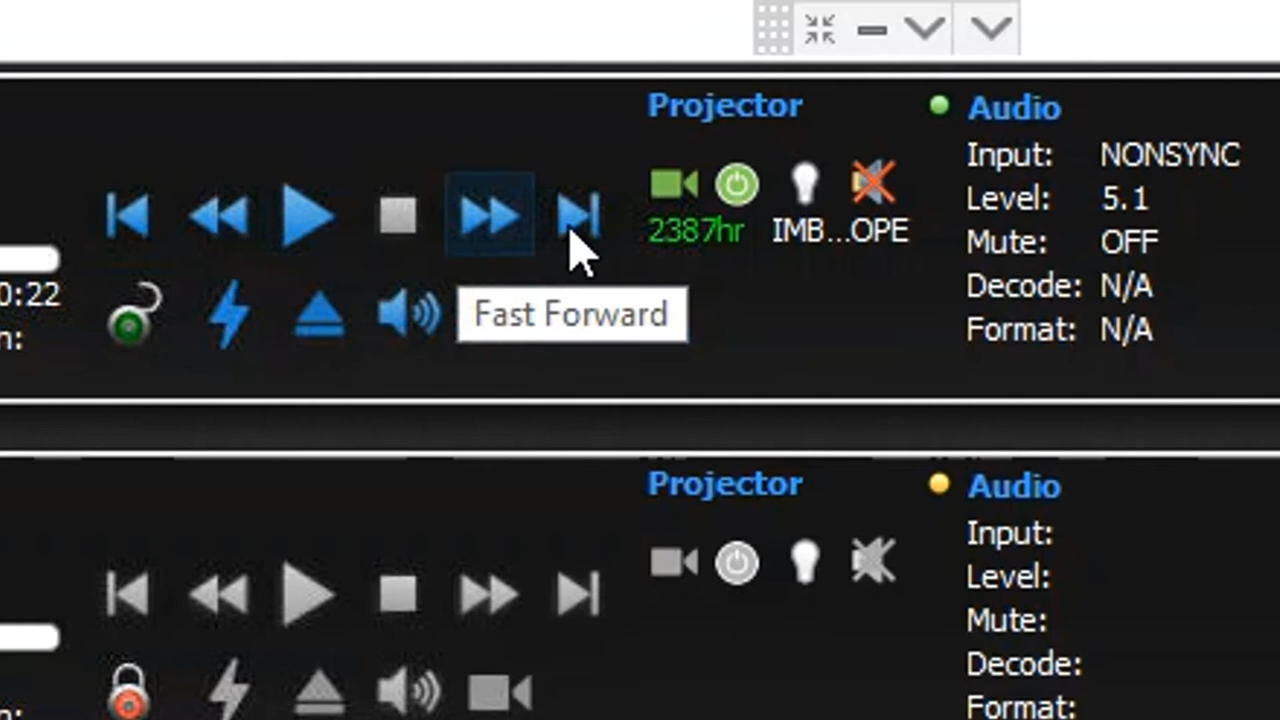 Projector
Audio
Input: NONSYNC
2387hr IMB...OPE
Level: 5.1
Mute: OFF
0:22
Fast Forward
Decode: N/A
n:
Format: N/A
Projector
Audio
Input:
Level:
Mute:
Decode:
n:
Format: